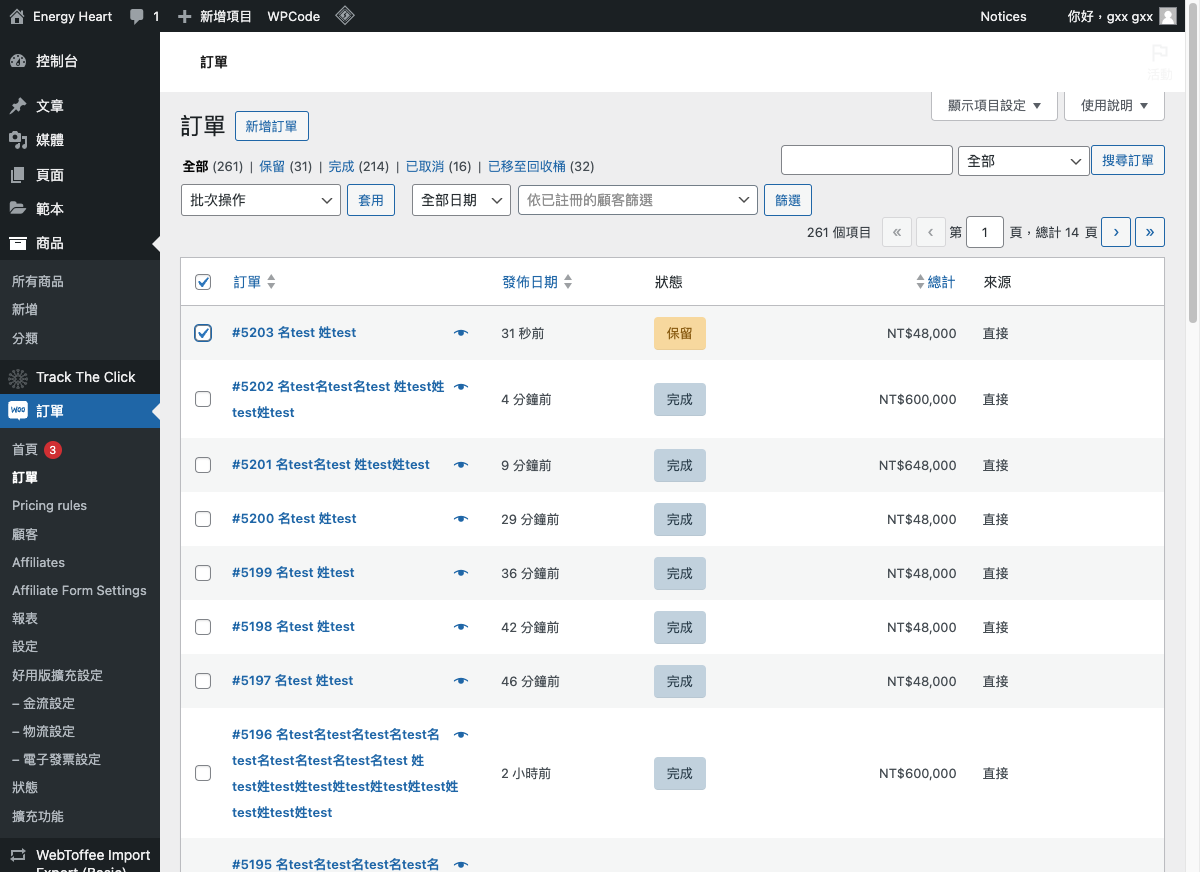 Energy Heart
1
新增項目
WPCode
Notices
你好，gxx gxx
控制台
文章
媒體
頁面
範本
商品
所有商品
新增
分類
Track The Click
訂單
首頁 3
訂單
Pricing rules
顧客
Affiliates
Affiliate Form Settings
報表
設定
好用版擴充設定
– 金流設定
– 物流設定
– 電子發票設定
狀態
擴充功能
WebToffee Import
Export (Basic)
訂單
活動
顯示項目設定 ▼
使用說明 ▼
訂單
新增訂單
全部 (261) | 保留 (31) | 完成 (214) | 已取消 (16) | 已移至回收桶 (32)
全部
搜尋訂單
批次操作
套用
全部日期
依已註冊的顧客篩選
篩選
261 個項目 « ‹ 第 1 頁，總計 14 頁 › »
訂單 發佈日期 狀態 總計 來源
#5203 名test 姓test 31 秒前 保留 NT$48,000 直接
#5202 名test名test名test 姓test姓
test姓test
4 分鐘前 完成 NT$600,000 直接
#5201 名test名test 姓test姓test 9 分鐘前 完成 NT$648,000 直接
#5200 名test 姓test 29 分鐘前 完成 NT$48,000 直接
#5199 名test 姓test 36 分鐘前 完成 NT$48,000 直接
#5198 名test 姓test 42 分鐘前 完成 NT$48,000 直接
#5197 名test 姓test 46 分鐘前 完成 NT$48,000 直接
#5196 名test名test名test名test名
test名test名test名test名test 姓
test姓test姓test姓test姓test姓test姓
test姓test姓test
2 小時前 完成 NT$600,000 直接
#5195 名test名test名test名test名